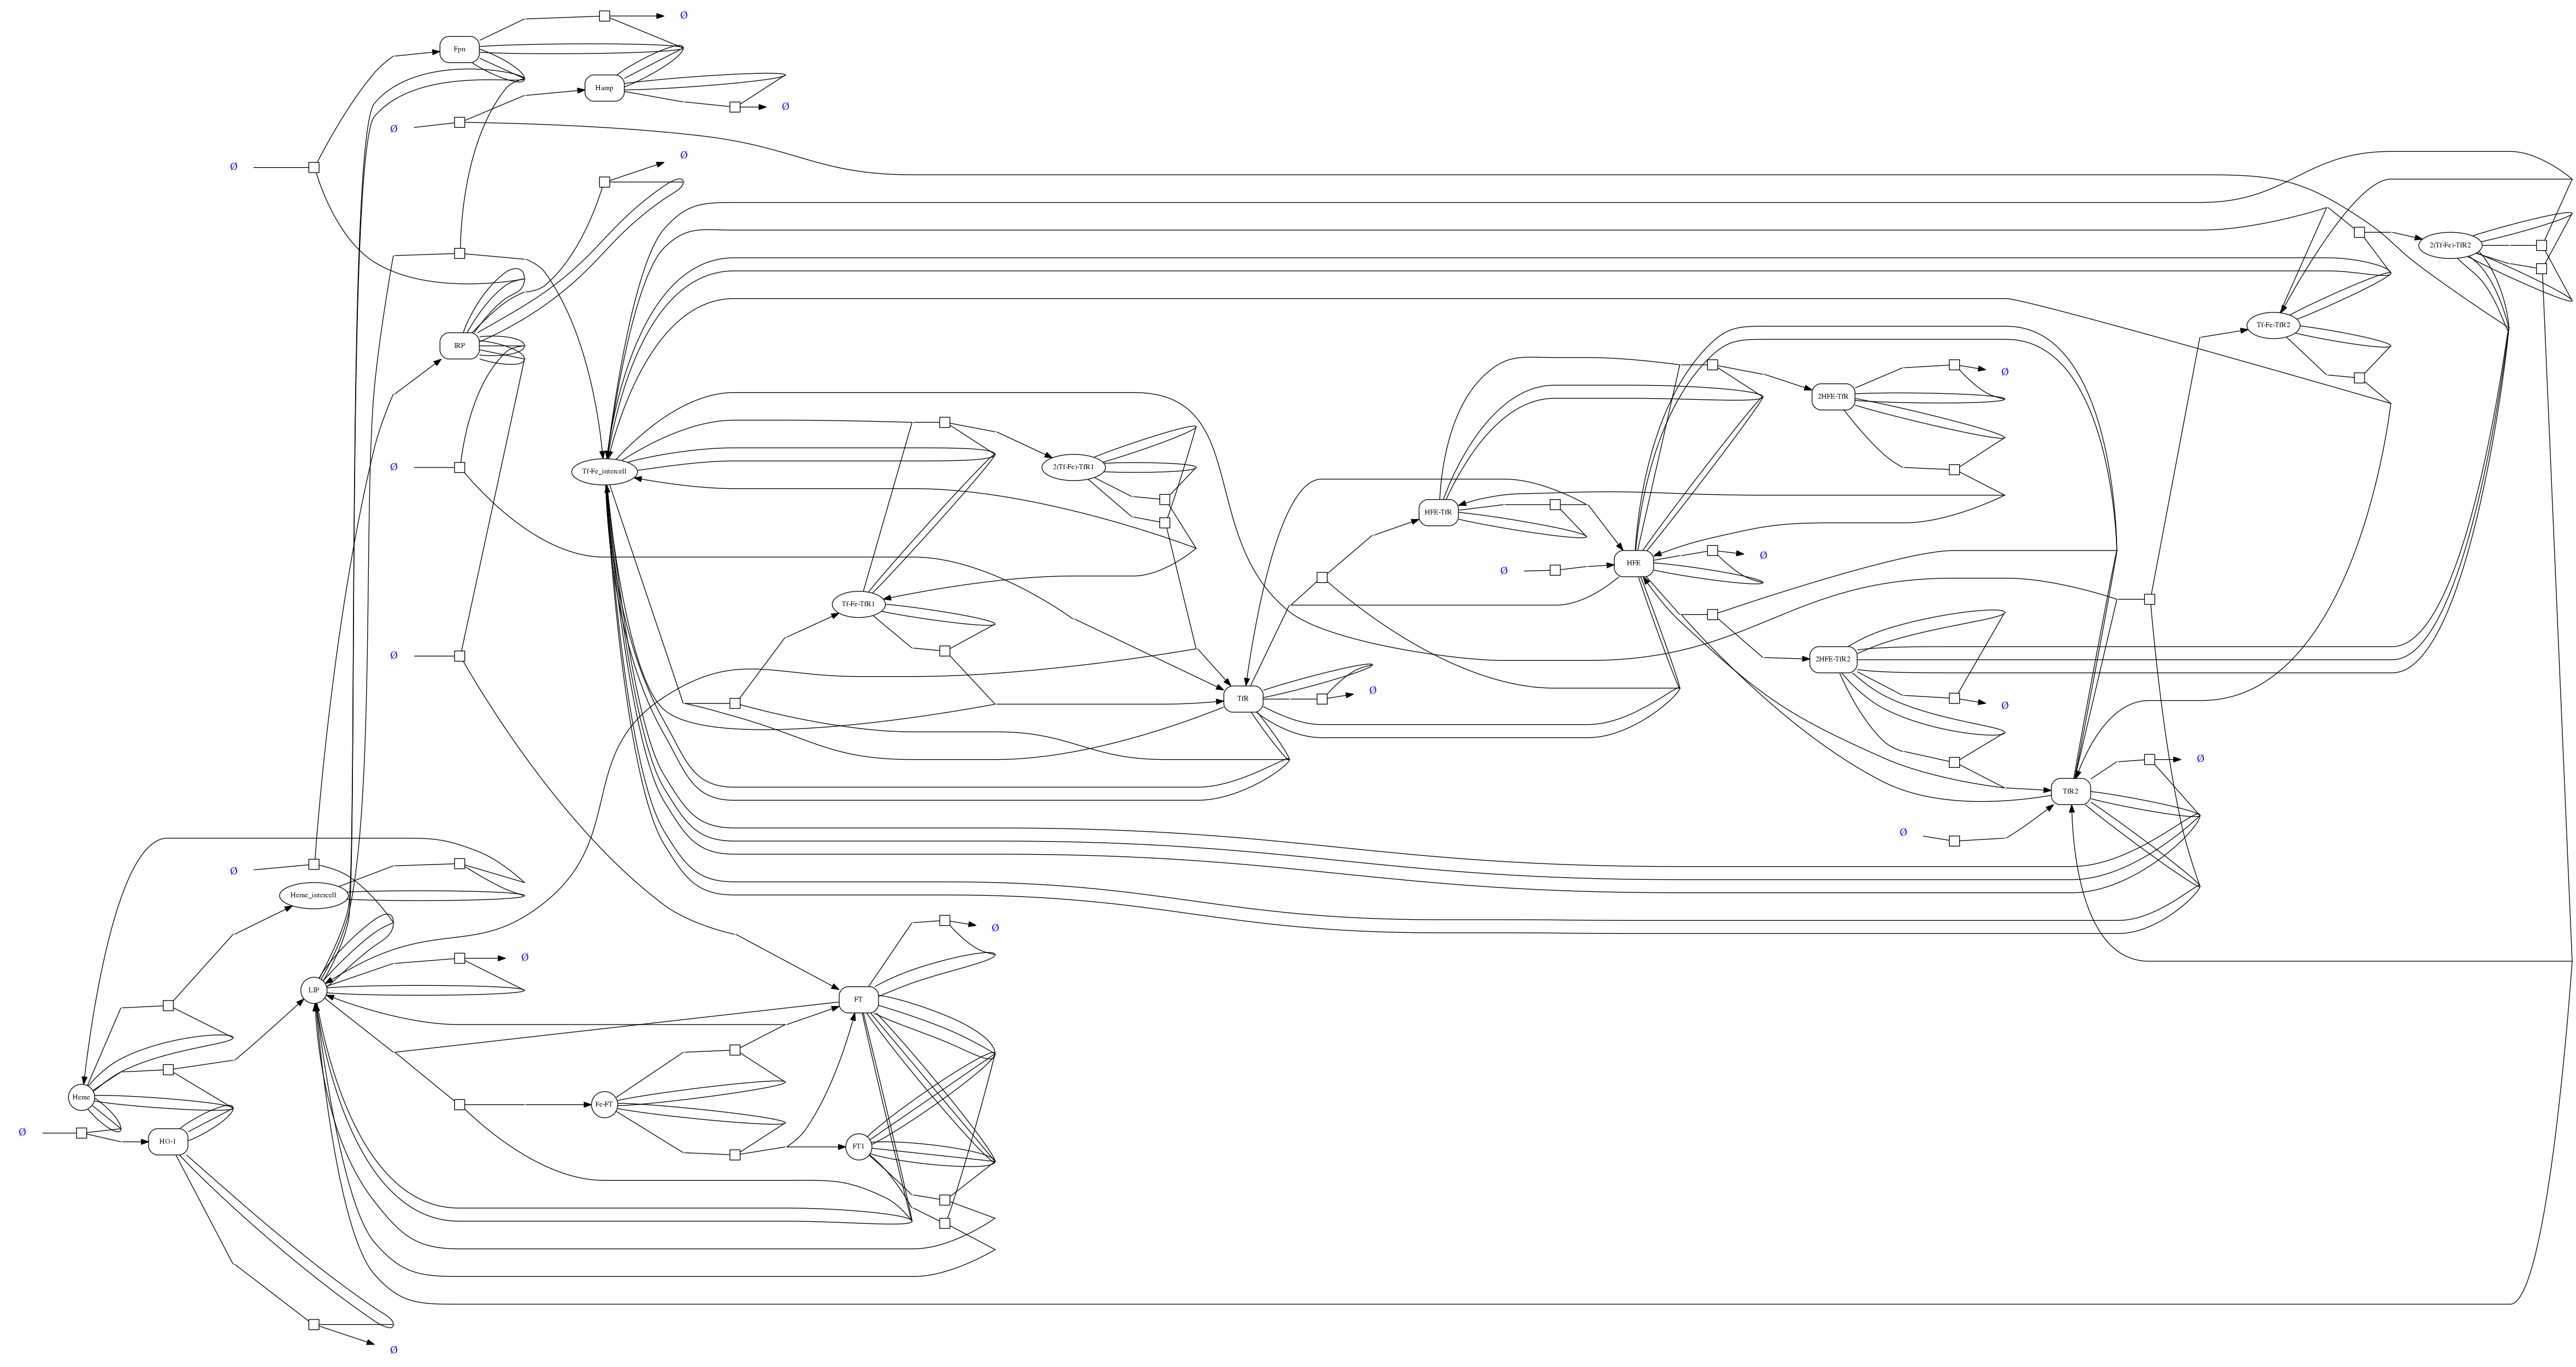 Ø
Fpn
Hamp
Ø
Ø
Ø
Ø
2(Tf-Fe)-TfR2
Tf-Fe-TfR2
IRP
Ø
2HFE-TfR
Ø
Tf-Fe_intercell
2(Tf-Fe)-TfR1
HFE-TfR
Ø
HFE
Ø
Tf-Fe-TfR1
Ø
2HFE-TfR2
Ø
TfR
Ø
Ø
TfR2
Ø
Ø
Heme_intercell
Ø
Ø
LIP
FT
Heme
Fe-FT
Ø
HO-1
FT1
Ø